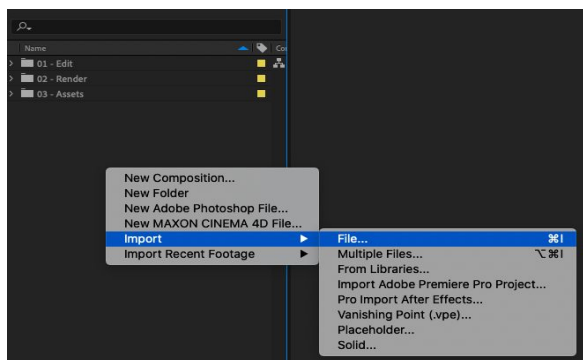 Name
Co
01 - Edit
02 - Render
03 - Assets
New Composition...
New Folder
New Adobe Photoshop File...
New MAXON CINEMA 4D File...
Import
Import Recent Footage
File... ⌘I
Multiple Files... ⌥⌘I
From Libraries...
Import Adobe Premiere Pro Project...
Pro Import After Effects...
Vanishing Point (.vpe)...
Placeholder...
Solid...